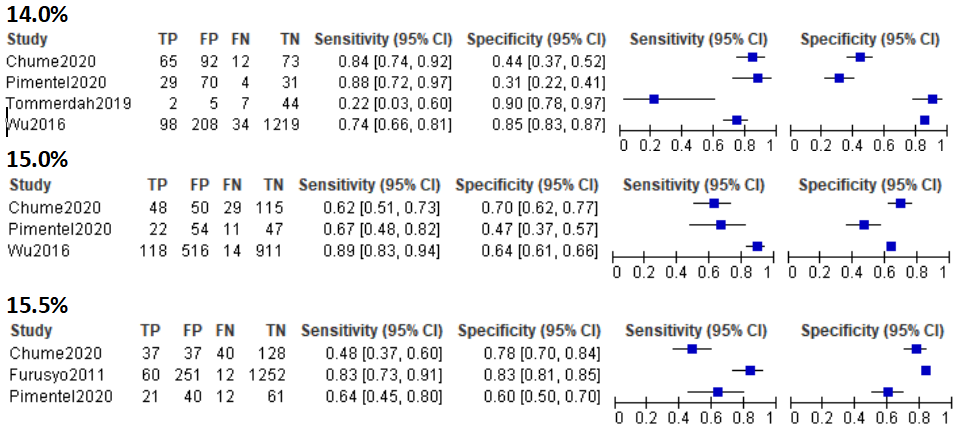 14.0%
Study TP FP FN TN Sensitivity (95% CI) Specificity (95% CI) Sensitivity (95% CI) Specificity (95% CI)
Chume2020 65 92 12 73 0.84 [0.74, 0.92] 0.44 [0.37, 0.52]
Pimentel2020 29 70 4 31 0.88 [0.72, 0.97] 0.31 [0.22, 0.41]
Tommerdah2019 2 5 7 44 0.22 [0.03, 0.60] 0.90 [0.78, 0.97]
Wu2016 98 208 34 1219 0.74 [0.66, 0.81] 0.85 [0.83, 0.87]
0 0.2 0.4 0.6 0.8 1 0 0.2 0.4 0.6 0.8 1
15.0%
Study TP FP FN TN Sensitivity (95% CI) Specificity (95% CI) Sensitivity (95% CI) Specificity (95% CI)
Chume2020 48 50 29 115 0.62 [0.51, 0.73] 0.70 [0.62, 0.77]
Pimentel2020 22 54 11 47 0.67 [0.48, 0.82] 0.47 [0.37, 0.57]
Wu2016 118 516 14 911 0.89 [0.83, 0.94] 0.64 [0.61, 0.66]
0 0.2 0.4 0.6 0.8 1 0 0.2 0.4 0.6 0.8 1
15.5%
Study TP FP FN TN Sensitivity (95% CI) Specificity (95% CI) Sensitivity (95% CI) Specificity (95% CI)
Chume2020 37 37 40 128 0.48 [0.37, 0.60] 0.78 [0.70, 0.84]
Furusyo2011 60 251 12 1252 0.83 [0.73, 0.91] 0.83 [0.81, 0.85]
Pimentel2020 21 40 12 61 0.64 [0.45, 0.80] 0.60 [0.50, 0.70]
0 0.2 0.4 0.6 0.8 1 0 0.2 0.4 0.6 0.8 1